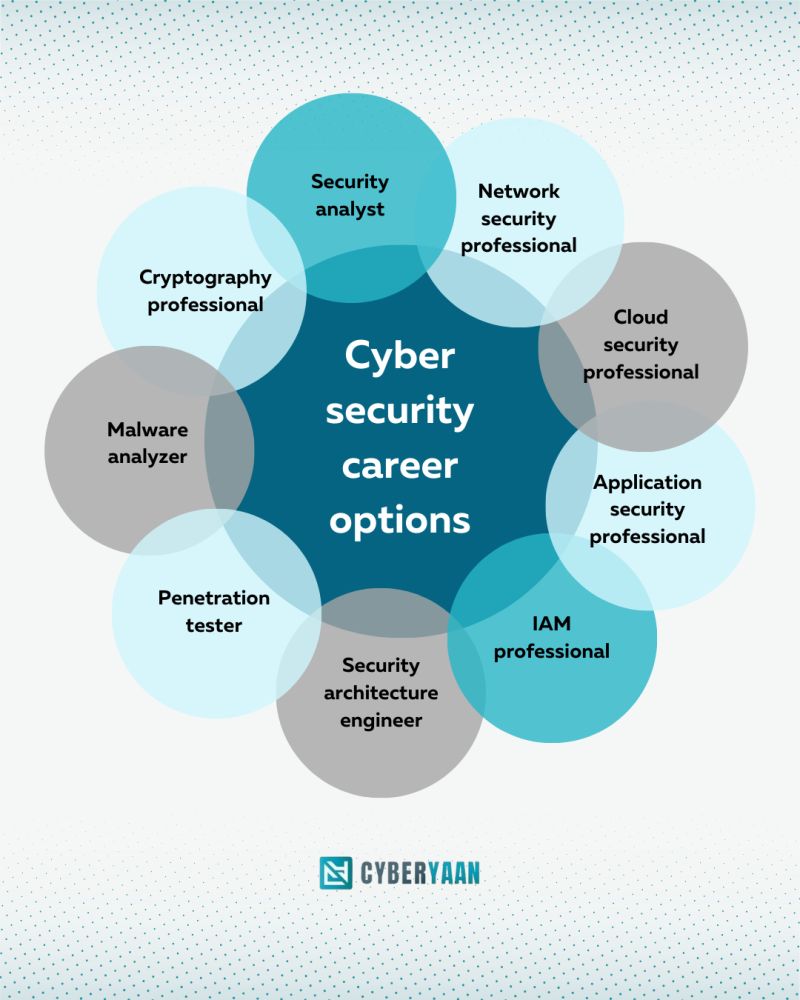 Security
analyst
Network
security
professional
Cloud
security
professional
Application
security
professional
IAM
professional
Security
architecture
engineer
Penetration
tester
Malware
analyzer
Cryptography
professional
Cyber
security
career
options
CYBERYAAN